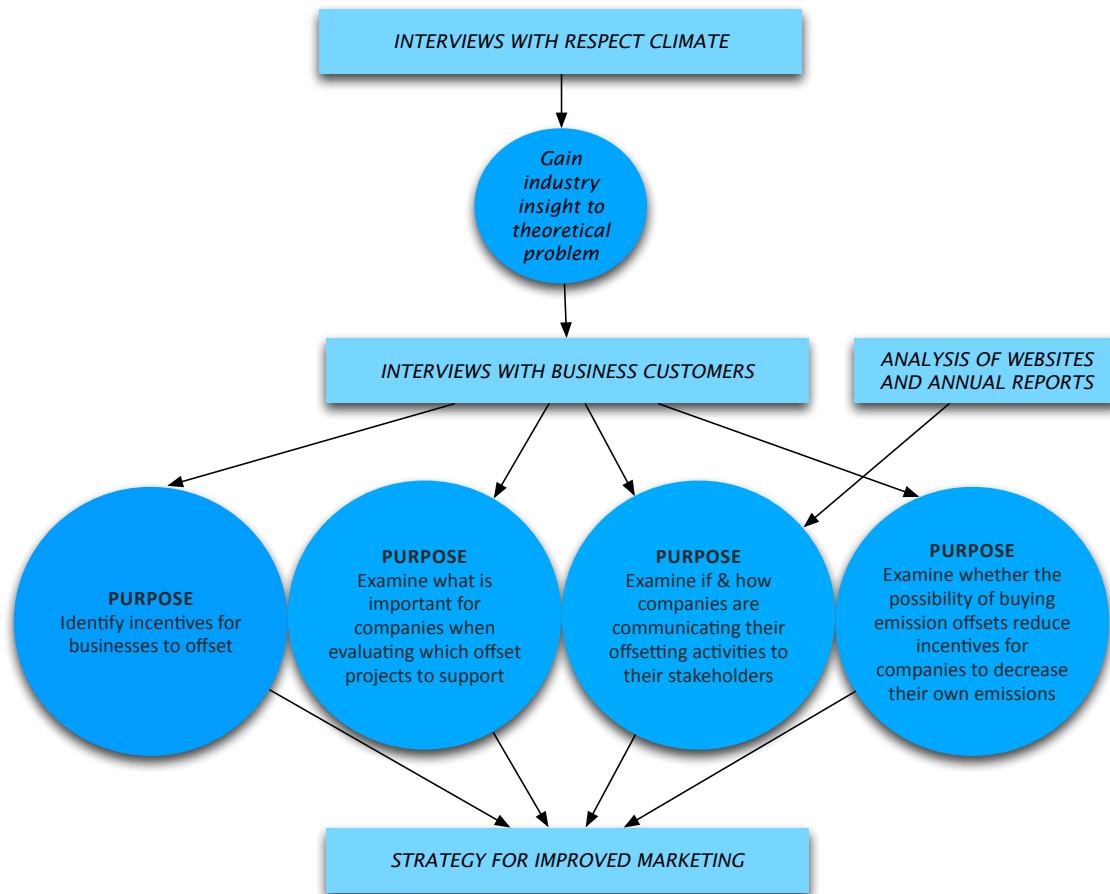 INTERVIEWS WITH RESPECT CLIMATE
Gain
industry
insight to
theoretical
problem
INTERVIEWS WITH BUSINESS CUSTOMERS
ANALYSIS OF WEBSITES
AND ANNUAL REPORTS
PURPOSE
Identify incentives for
businesses to offset
PURPOSE
Examine what is
important for
companies when
evaluating which offset
projects to support
PURPOSE
Examine if & how
companies are
communicating their
offsetting activities to
their stakeholders
PURPOSE
Examine whether the
possibility of buying
emission offsets reduce
incentives for
companies to decrease
their own emissions
STRATEGY FOR IMPROVED MARKETING